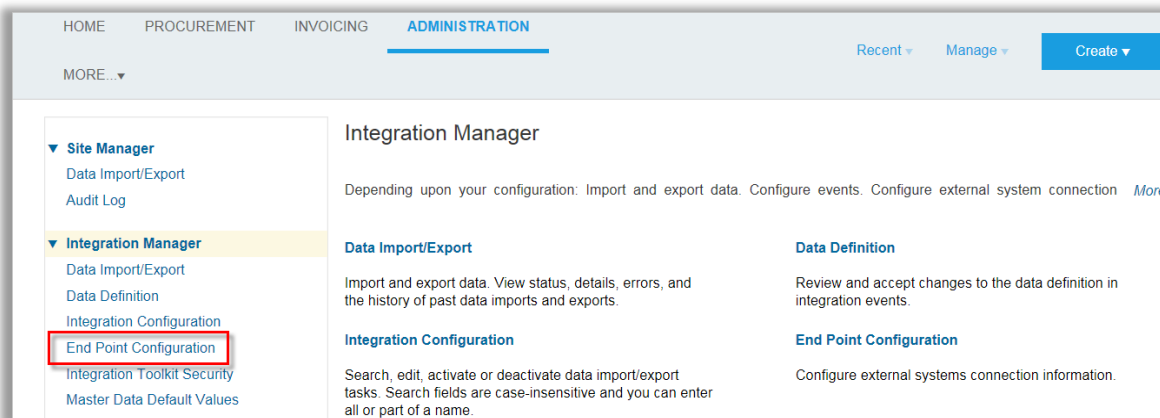 HOME PROCUREMENT INVOICING ADMINISTRATION
Recent Manage Create
MORE...
Site Manager
Data Import/Export
Audit Log
Integration Manager
Data Import/Export
Data Definition
Integration Configuration
End Point Configuration
Integration Toolkit Security
Master Data Default Values
Integration Manager
Depending upon your configuration: Import and export data. Configure events. Configure external system connection More
Data Import/Export
Import and export data. View status, details, errors, and
the history of past data imports and exports.
Data Definition
Review and accept changes to the data definition in
integration events.
Integration Configuration
Search, edit, activate or deactivate data import/export
tasks. Search fields are case-insensitive and you can enter
all or part of a name.
End Point Configuration
Configure external systems connection information.